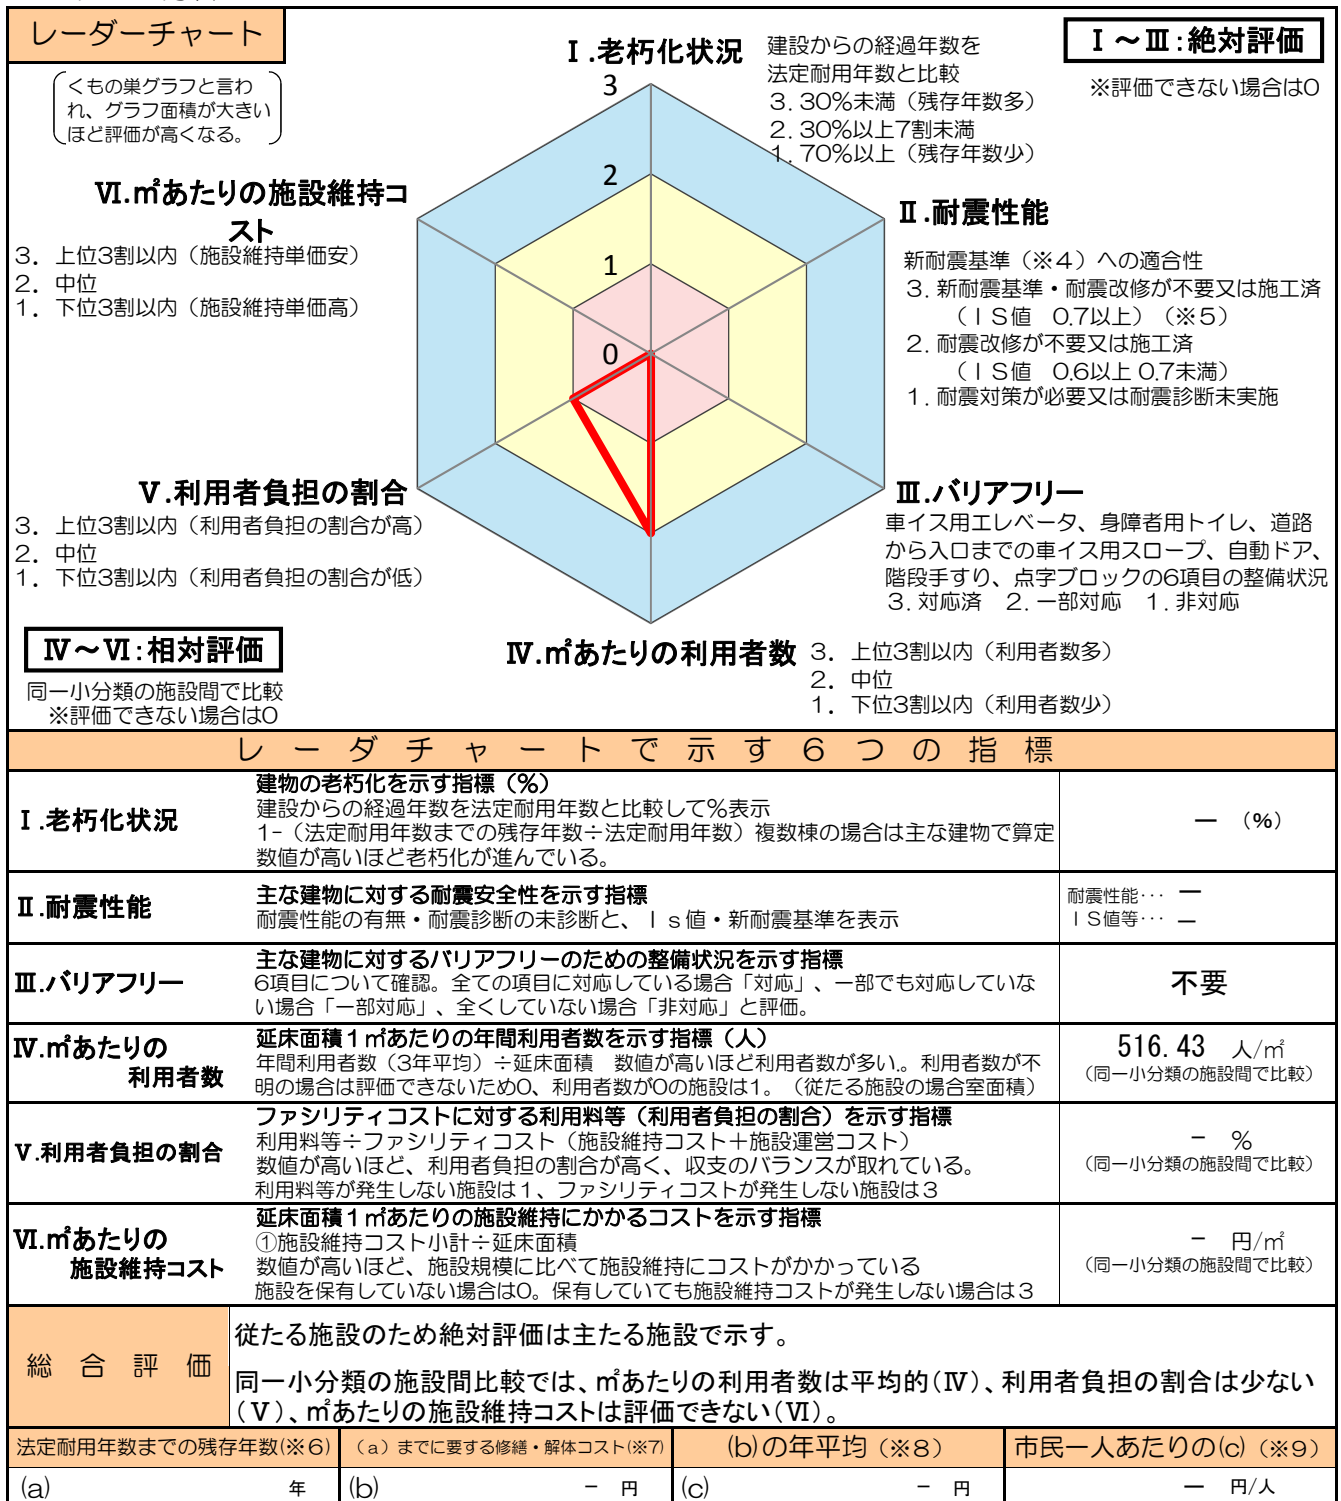 レーダーチャート
くもの巣グラフと言わ
れ、グラフ面積が大きい
ほど評価が高くなる。
Ⅰ～Ⅲ:絶対評価
※評価できない場合は0
Ⅰ.老朽化状況
建設からの経過年数を
法定耐用年数と比較
3. 30%未満（残存年数多）
2. 30%以上7割未満
1. 70%以上（残存年数少）
3
2
1
0
Ⅱ.耐震性能
新耐震基準（※4）への適合性
3. 新耐震基準・耐震改修が不要又は施工済
（ＩＳ値　0.7以上）（※5）
2. 耐震改修が不要又は施工済
（ＩＳ値　0.6以上 0.7未満）
1. 耐震対策が必要又は耐震診断未実施
Ⅵ.㎡あたりの施設維持コ
スト
3. 上位3割以内（施設維持単価安）
2. 中位
1. 下位3割以内（施設維持単価高）
Ⅴ.利用者負担の割合
3. 上位3割以内（利用者負担の割合が高）
2. 中位
1. 下位3割以内（利用者負担の割合が低）
Ⅲ.バリアフリー
車イス用エレベータ、身障者用トイレ、道路
から入口までの車イス用スロープ、自動ドア、
階段手すり、点字ブロックの6項目の整備状況
3. 対応済　2. 一部対応　1. 非対応
Ⅳ～Ⅵ:相対評価
同一小分類の施設間で比較
※評価できない場合は0
Ⅳ.㎡あたりの利用者数
3. 上位3割以内（利用者数多）
2. 中位
1. 下位3割以内（利用者数少）
レーダチャートで示す6つの指標
Ⅰ.老朽化状況
建物の老朽化を示す指標（%）
建設からの経過年数を法定耐用年数と比較して%表示
1-（法定耐用年数までの残存年数÷法定耐用年数）複数棟の場合は主な建物で算定
数値が高いほど老朽化が進んでいる。
－（%）
Ⅱ.耐震性能
主な建物に対する耐震安全性を示す指標
耐震性能の有無・耐震診断の未診断と、Ｉｓ値・新耐震基準を表示
耐震性能･･･ －
ＩＳ値等･･･ －
Ⅲ.バリアフリー
主な建物に対するバリアフリーのための整備状況を示す指標
6項目について確認。全ての項目に対応している場合「対応」、一部でも対応していな
い場合「一部対応」、全くしていない場合「非対応」と評価。
不要
Ⅳ.㎡あたりの
利用者数
延床面積１㎡あたりの年間利用者数を示す指標（人）
年間利用者数（3年平均）÷延床面積　数値が高いほど利用者数が多い。利用者数が不
明の場合は評価できないため0、利用者数が0の施設は1。（従たる施設の場合室面積）
516.43　人/㎡
（同一小分類の施設間で比較）
Ⅴ.利用者負担の割合
ファシリティコストに対する利用料等（利用者負担の割合）を示す指標
利用料等÷ファシリティコスト（施設維持コスト＋施設運営コスト）
数値が高いほど、利用者負担の割合が高く、収支のバランスが取れている。
利用料等が発生しない施設は１、ファシリティコストが発生しない施設は３
－　%
（同一小分類の施設間で比較）
Ⅵ.㎡あたりの
施設維持コスト
延床面積１㎡あたりの施設維持にかかるコストを示す指標
①施設維持コスト小計÷延床面積
数値が高いほど、施設規模に比べて施設維持にコストがかかっている
施設を保有していない場合は0。保有していても施設維持コストが発生しない場合は３
－　円/㎡
（同一小分類の施設間で比較）
総合評価
従たる施設のため絶対評価は主たる施設で示す。
同一小分類の施設間比較では、㎡あたりの利用者数は平均的(Ⅳ)、利用者負担の割合は少ない
(Ⅴ)、㎡あたりの施設維持コストは評価できない(Ⅵ)。
法定耐用年数までの残存年数(※6)
（a）までに要する修繕・解体コスト(※7)
(b)の年平均（※8）
市民一人あたりの(c)（※9）
(a)　年
(b)　－　円
(c)　－　円
－　円/人